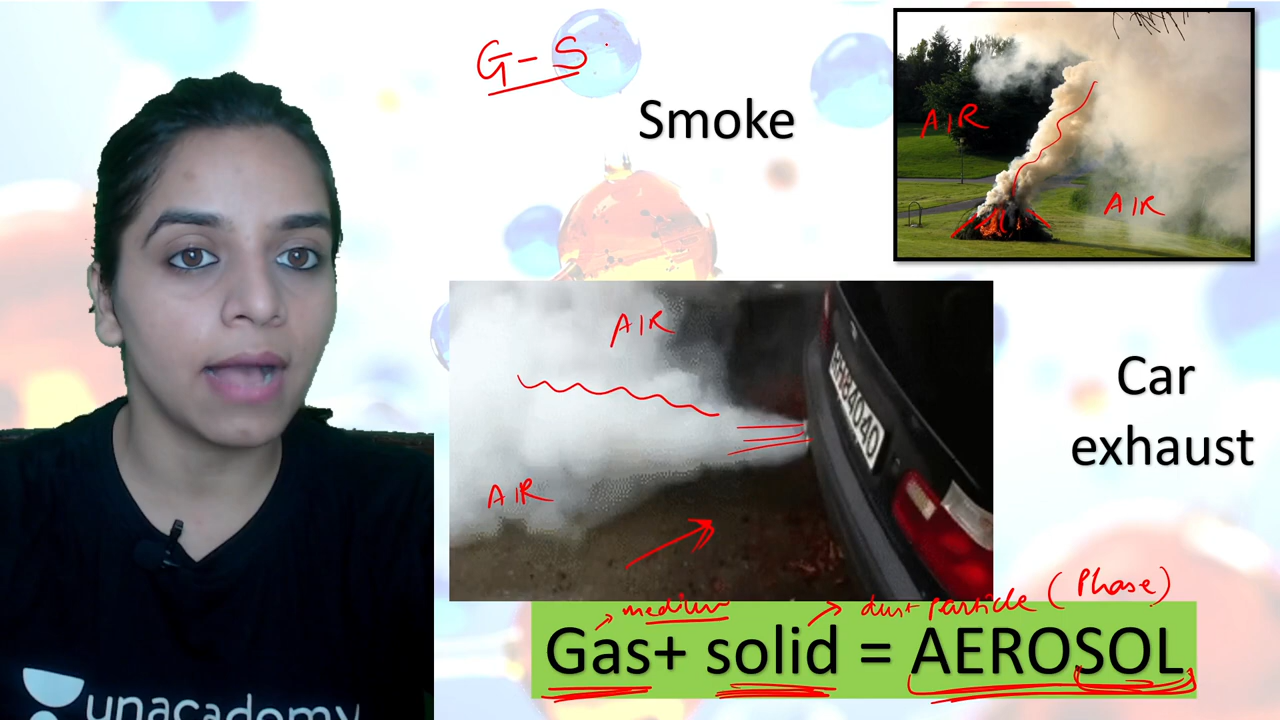 G - S
Smoke
AIR
AIR
AIR
AIR
Car
exhaust
medium
dust particle (Phase)
Gas+ solid = AEROSOL
unacademy